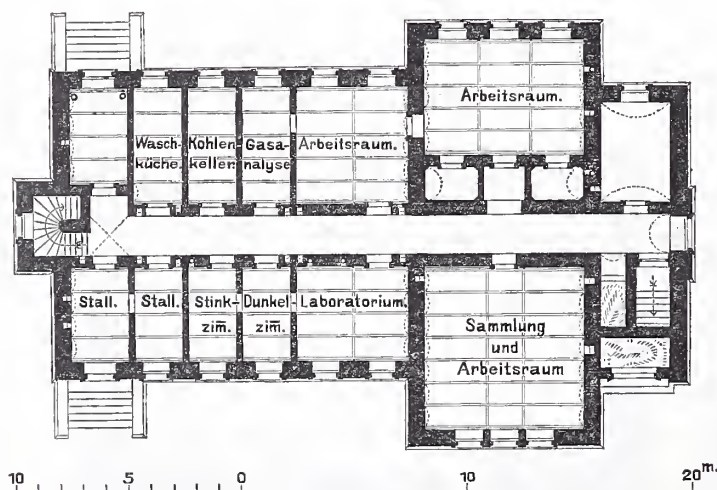 Arbeitsraum.
Wasch-
küche.
Kohlen-
keller.
Gasa-
nalyse
Arbeitsraum.
Stall.
Stall.
Stink-
zim.
Dunkel-
zim.
Laboratorium.
Sammlung
und
Arbeitsraum
10 5 0 10 20 m.